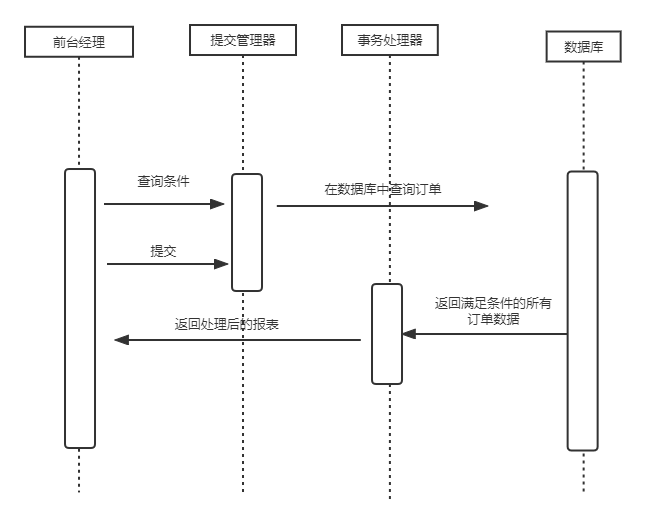 前台经理
提交管理器
事务处理器
数据库
查询条件
在数据库中查询订单
提交
返回满足条件的所有
订单数据
返回处理后的报表